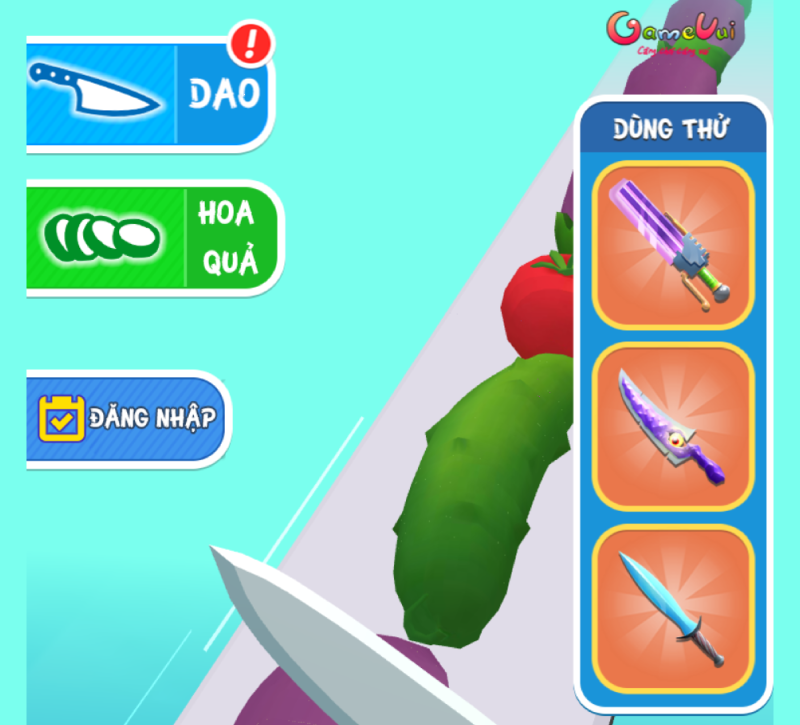 GameVui
DAO
DÙNG THỬ
HOA
QUẢ
ĐĂNG NHẬP